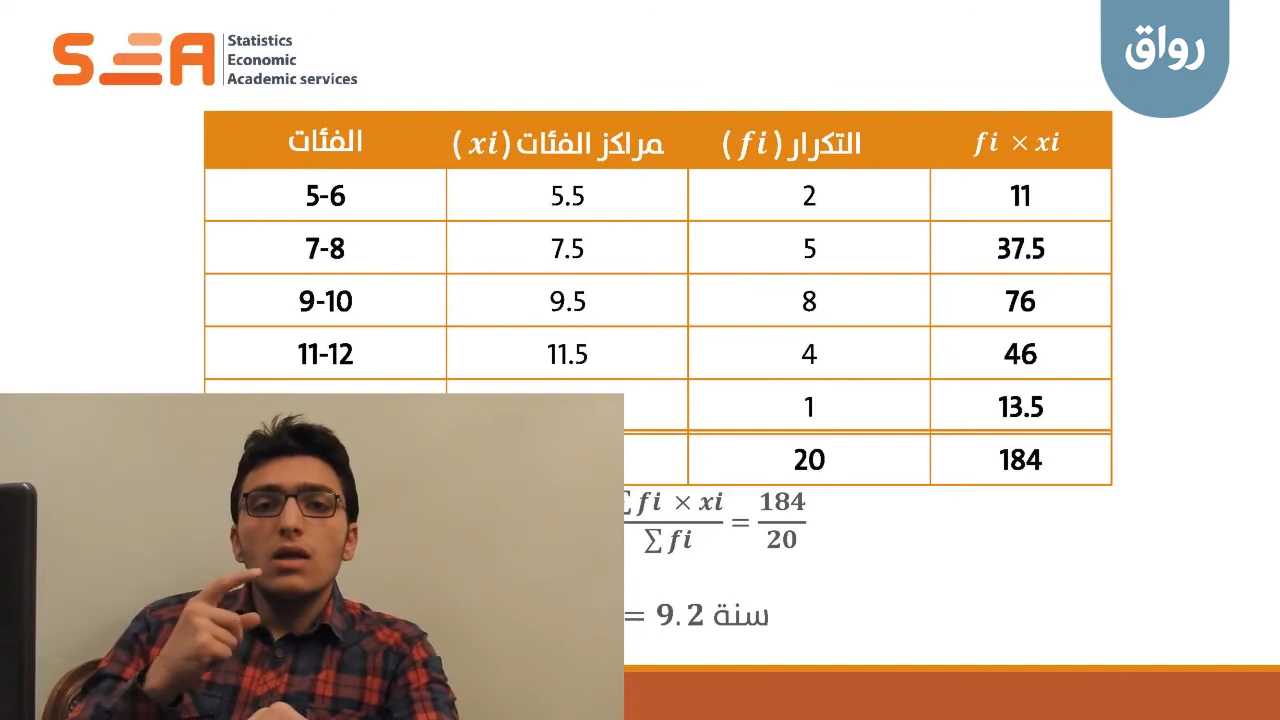 Statistics
Economic
Academic services
SEA
رواق
الفئات مراكز الفئات (xi) التكرار (fi) fi × xi
5-6 5.5 2 11
7-8 7.5 5 37.5
9-10 9.5 8 76
11-12 11.5 4 46
1 13.5
20 184
∑ fi × xi / ∑ fi = 184 / 20
= 9.2 سنة